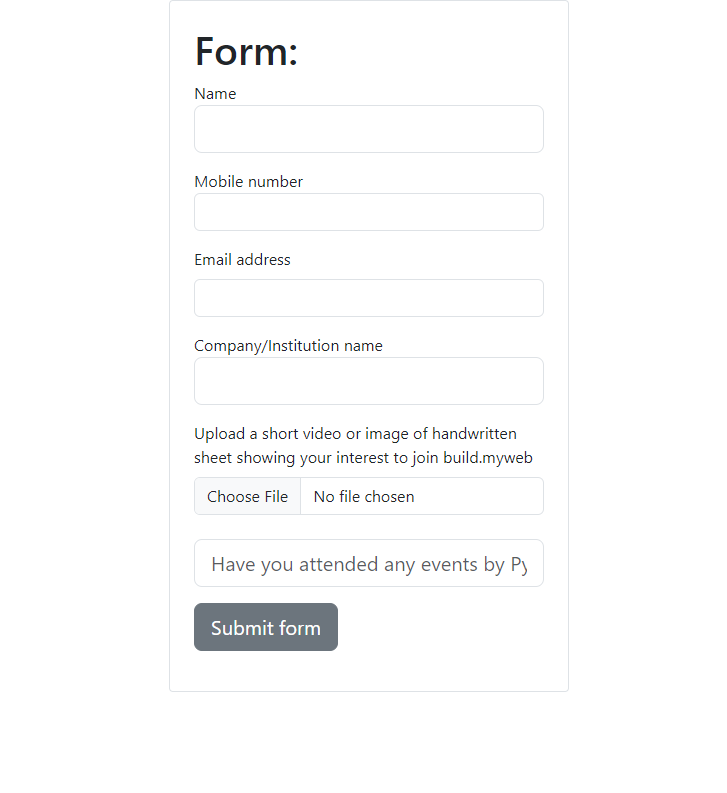 Form:
Name
Mobile number
Email address
Company/Institution name
Upload a short video or image of handwritten
sheet showing your interest to join build.myweb
Choose File No file chosen
Have you attended any events by Py
Submit form